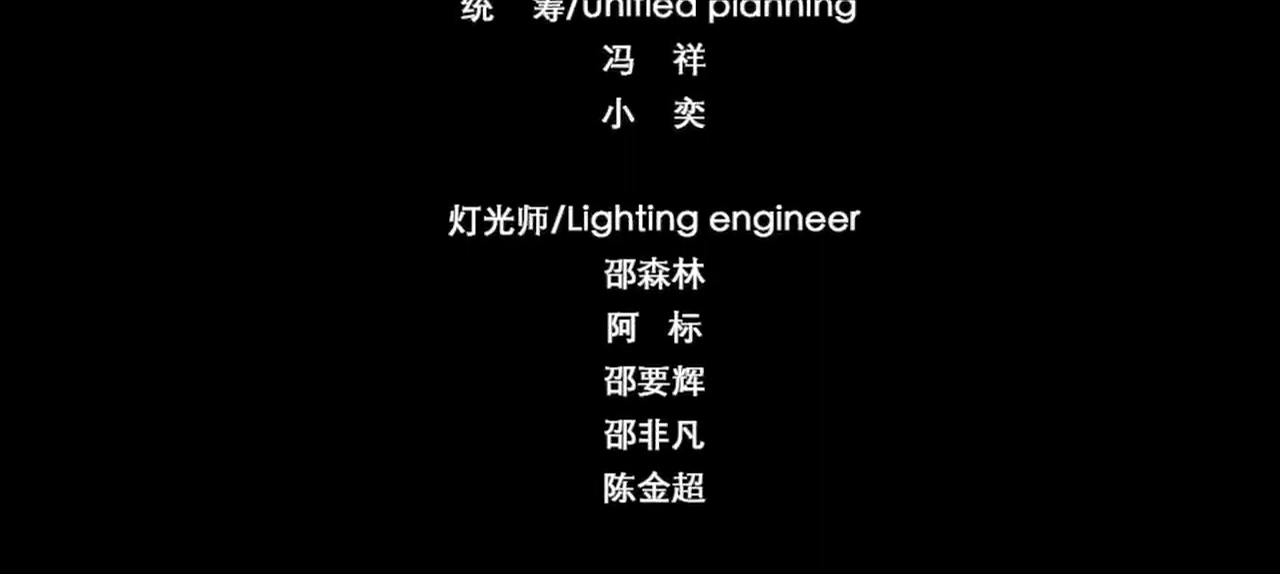 统 筹/Unified planning
冯 祥
小 奕
灯光师/Lighting engineer
邵森林
阿 标
邵要辉
邵非凡
陈金超